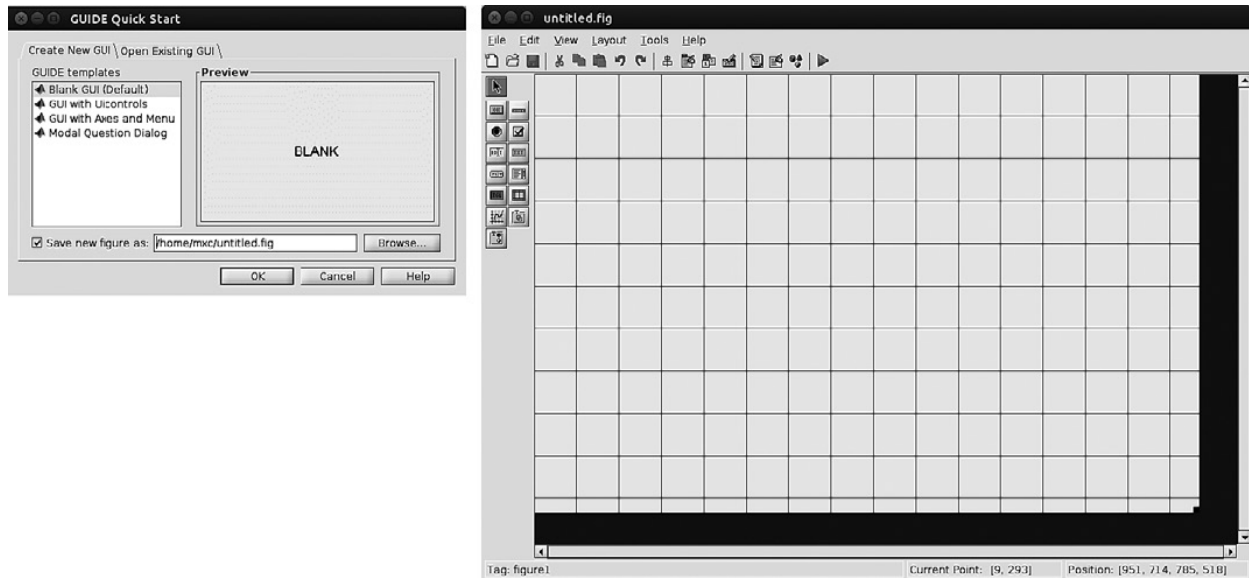 GUIDE Quick Start
Create New GUI
Open Existing GUI
GUIDE templates
Blank GUI (Default)
GUI with Uicontrols
GUI with Axes and Menu
Modal Question Dialog
Preview
BLANK
Save new figure as:
/home/mxc/untitled.fig
Browse...
OK
Cancel
Help
untitled.fig
File Edit View Layout Tools Help
Tag: figure1
Current Point: [9, 293]
Position: [951, 714, 785, 518]